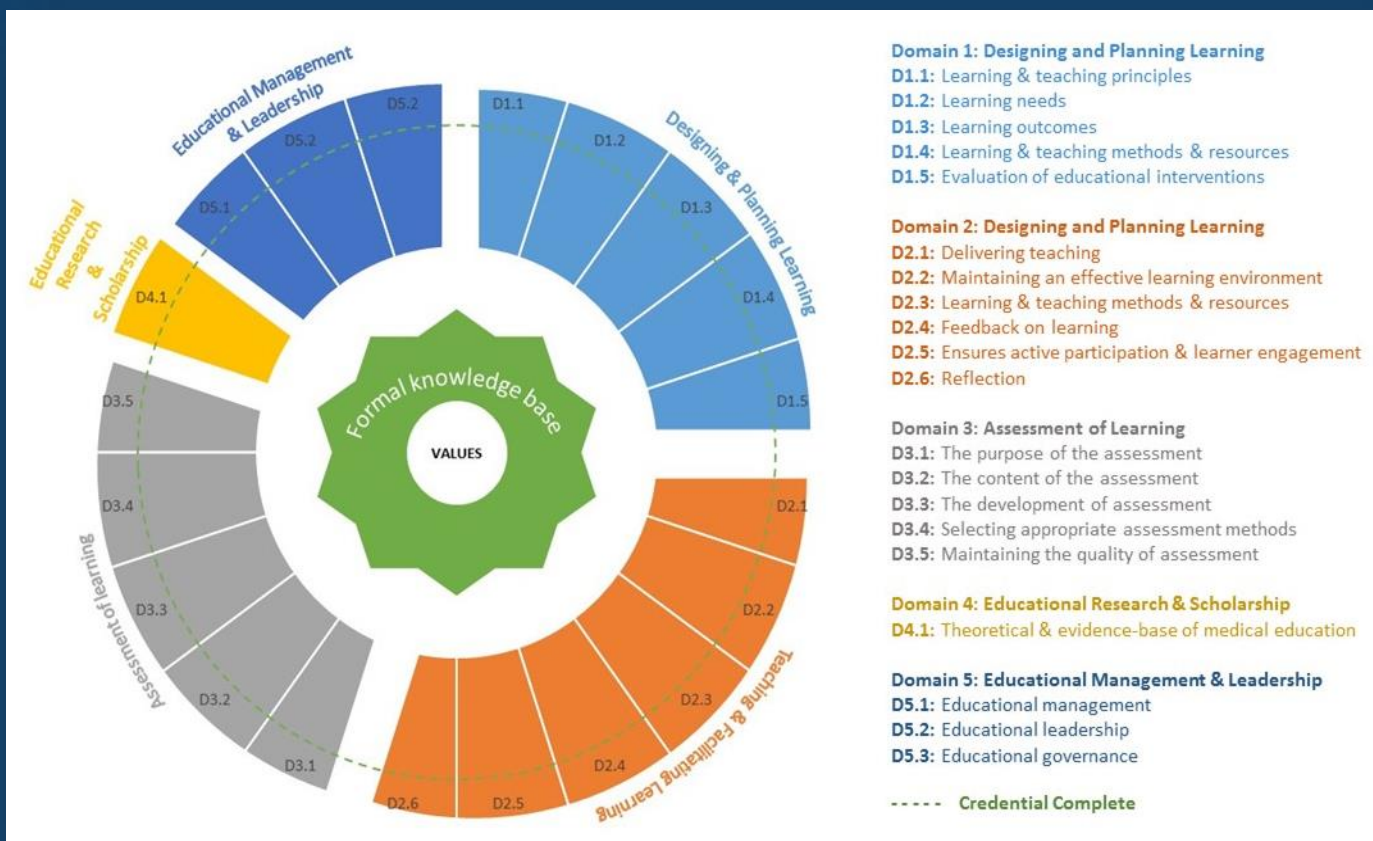 Educational Management
& Leadership
D5.1
D5.2
D5.2
Designing & Planning Learning
D1.1
D1.2
D1.3
D1.4
D1.5
Teaching & Facilitating Learning
D2.1
D2.2
D2.3
D2.4
D2.5
D2.6
Assessment of learning
D3.1
D3.2
D3.3
D3.4
D3.5
Educational
Research
&
Scholarship
D4.1
Formal knowledge base
VALUES
Domain 1: Designing and Planning Learning
D1.1: Learning & teaching principles
D1.2: Learning needs
D1.3: Learning outcomes
D1.4: Learning & teaching methods & resources
D1.5: Evaluation of educational interventions
Domain 2: Designing and Planning Learning
D2.1: Delivering teaching
D2.2: Maintaining an effective learning environment
D2.3: Learning & teaching methods & resources
D2.4: Feedback on learning
D2.5: Ensures active participation & learner engagement
D2.6: Reflection
Domain 3: Assessment of Learning
D3.1: The purpose of the assessment
D3.2: The content of the assessment
D3.3: The development of assessment
D3.4: Selecting appropriate assessment methods
D3.5: Maintaining the quality of assessment
Domain 4: Educational Research & Scholarship
D4.1: Theoretical & evidence-base of medical education
Domain 5: Educational Management & Leadership
D5.1: Educational management
D5.2: Educational leadership
D5.3: Educational governance
----- Credential Complete